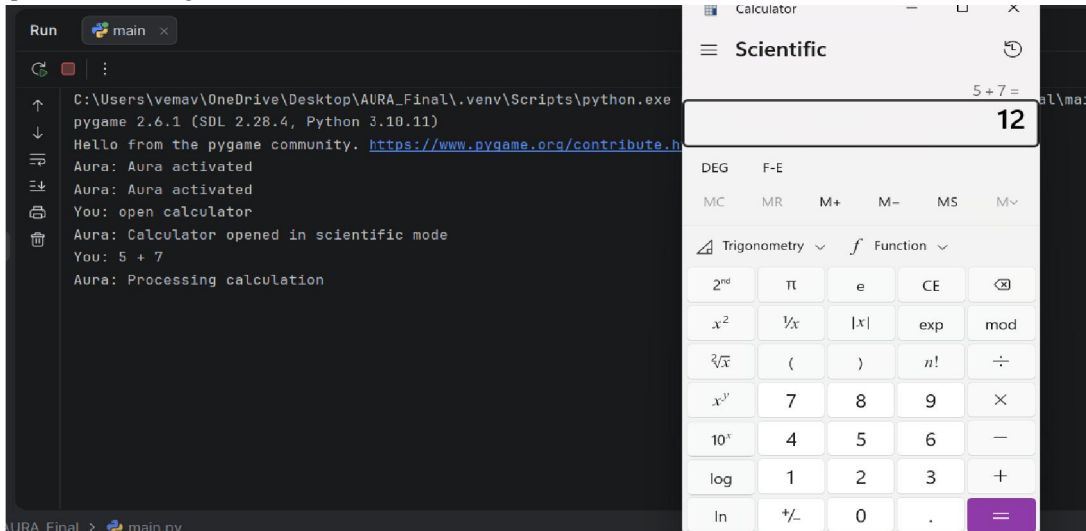 Run main ×
C:\Users\vemav\OneDrive\Desktop\AURA_Final\.venv\Scripts\python.exe
pygame 2.6.1 (SDL 2.28.4, Python 3.10.11)
Hello from the pygame community. https://www.pygame.org/contribute.h
Aura: Aura activated
Aura: Aura activated
You: open calculator
Aura: Calculator opened in scientific mode
You: 5 + 7
Aura: Processing calculation
URA_Final > main.py
Calculator
Scientific
5 + 7 =
12
DEG F-E
MC MR M+ M− MS M˅
Trigonometry f Function
2ⁿᵈ π e CE
x² ¹/x |x| exp mod
²√x ( ) n! ÷
xʸ 7 8 9 ×
10ˣ 4 5 6 −
log 1 2 3 +
ln +/− 0 . =
al\mai